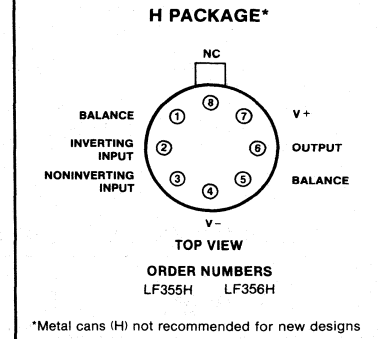 H PACKAGE*
NC
8
BALANCE 1 7 V+
INVERTING
INPUT 2 6 OUTPUT
NONINVERTING
INPUT 3 5 BALANCE
4
V−
TOP VIEW
ORDER NUMBERS
LF355H LF356H
*Metal cans (H) not recommended for new designs